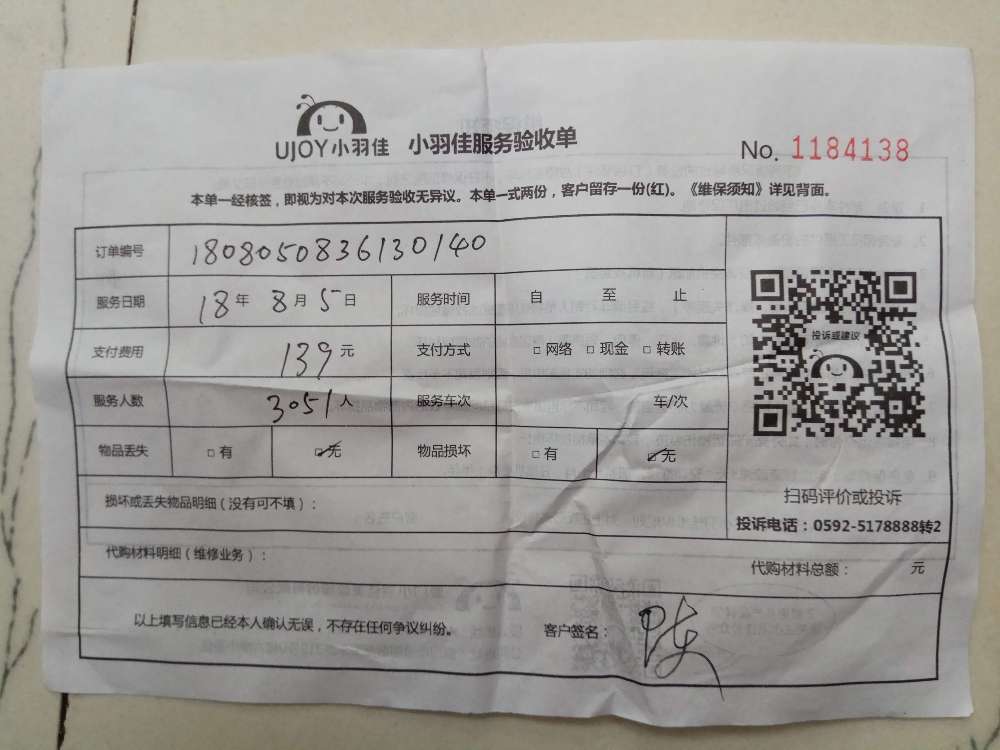 UJOY小羽佳 小羽佳服务验收单
No. 1184138
本单一经核签，即视为对本次服务验收无异议。本单一式两份，客户留存一份(红)。《维保须知》详见背面。
订单编号 180805083613 0140
服务日期 18年 8月5日 服务时间 自 至 止
支付费用 139元 支付方式 □网络 □现金 □转账
服务人数 3051人 服务车次 车/次
物品丢失 □有 ☑无 物品损坏 □有 ☑无
投诉或建议
扫码评价或投诉
投诉电话：0592-5178888转2
损坏或丢失物品明细（没有可不填）：
代购材料明细（维修业务）：
代购材料总额： 元
以上填写信息已经本人确认无误，不存在任何争议纠纷。
客户签名： 陈